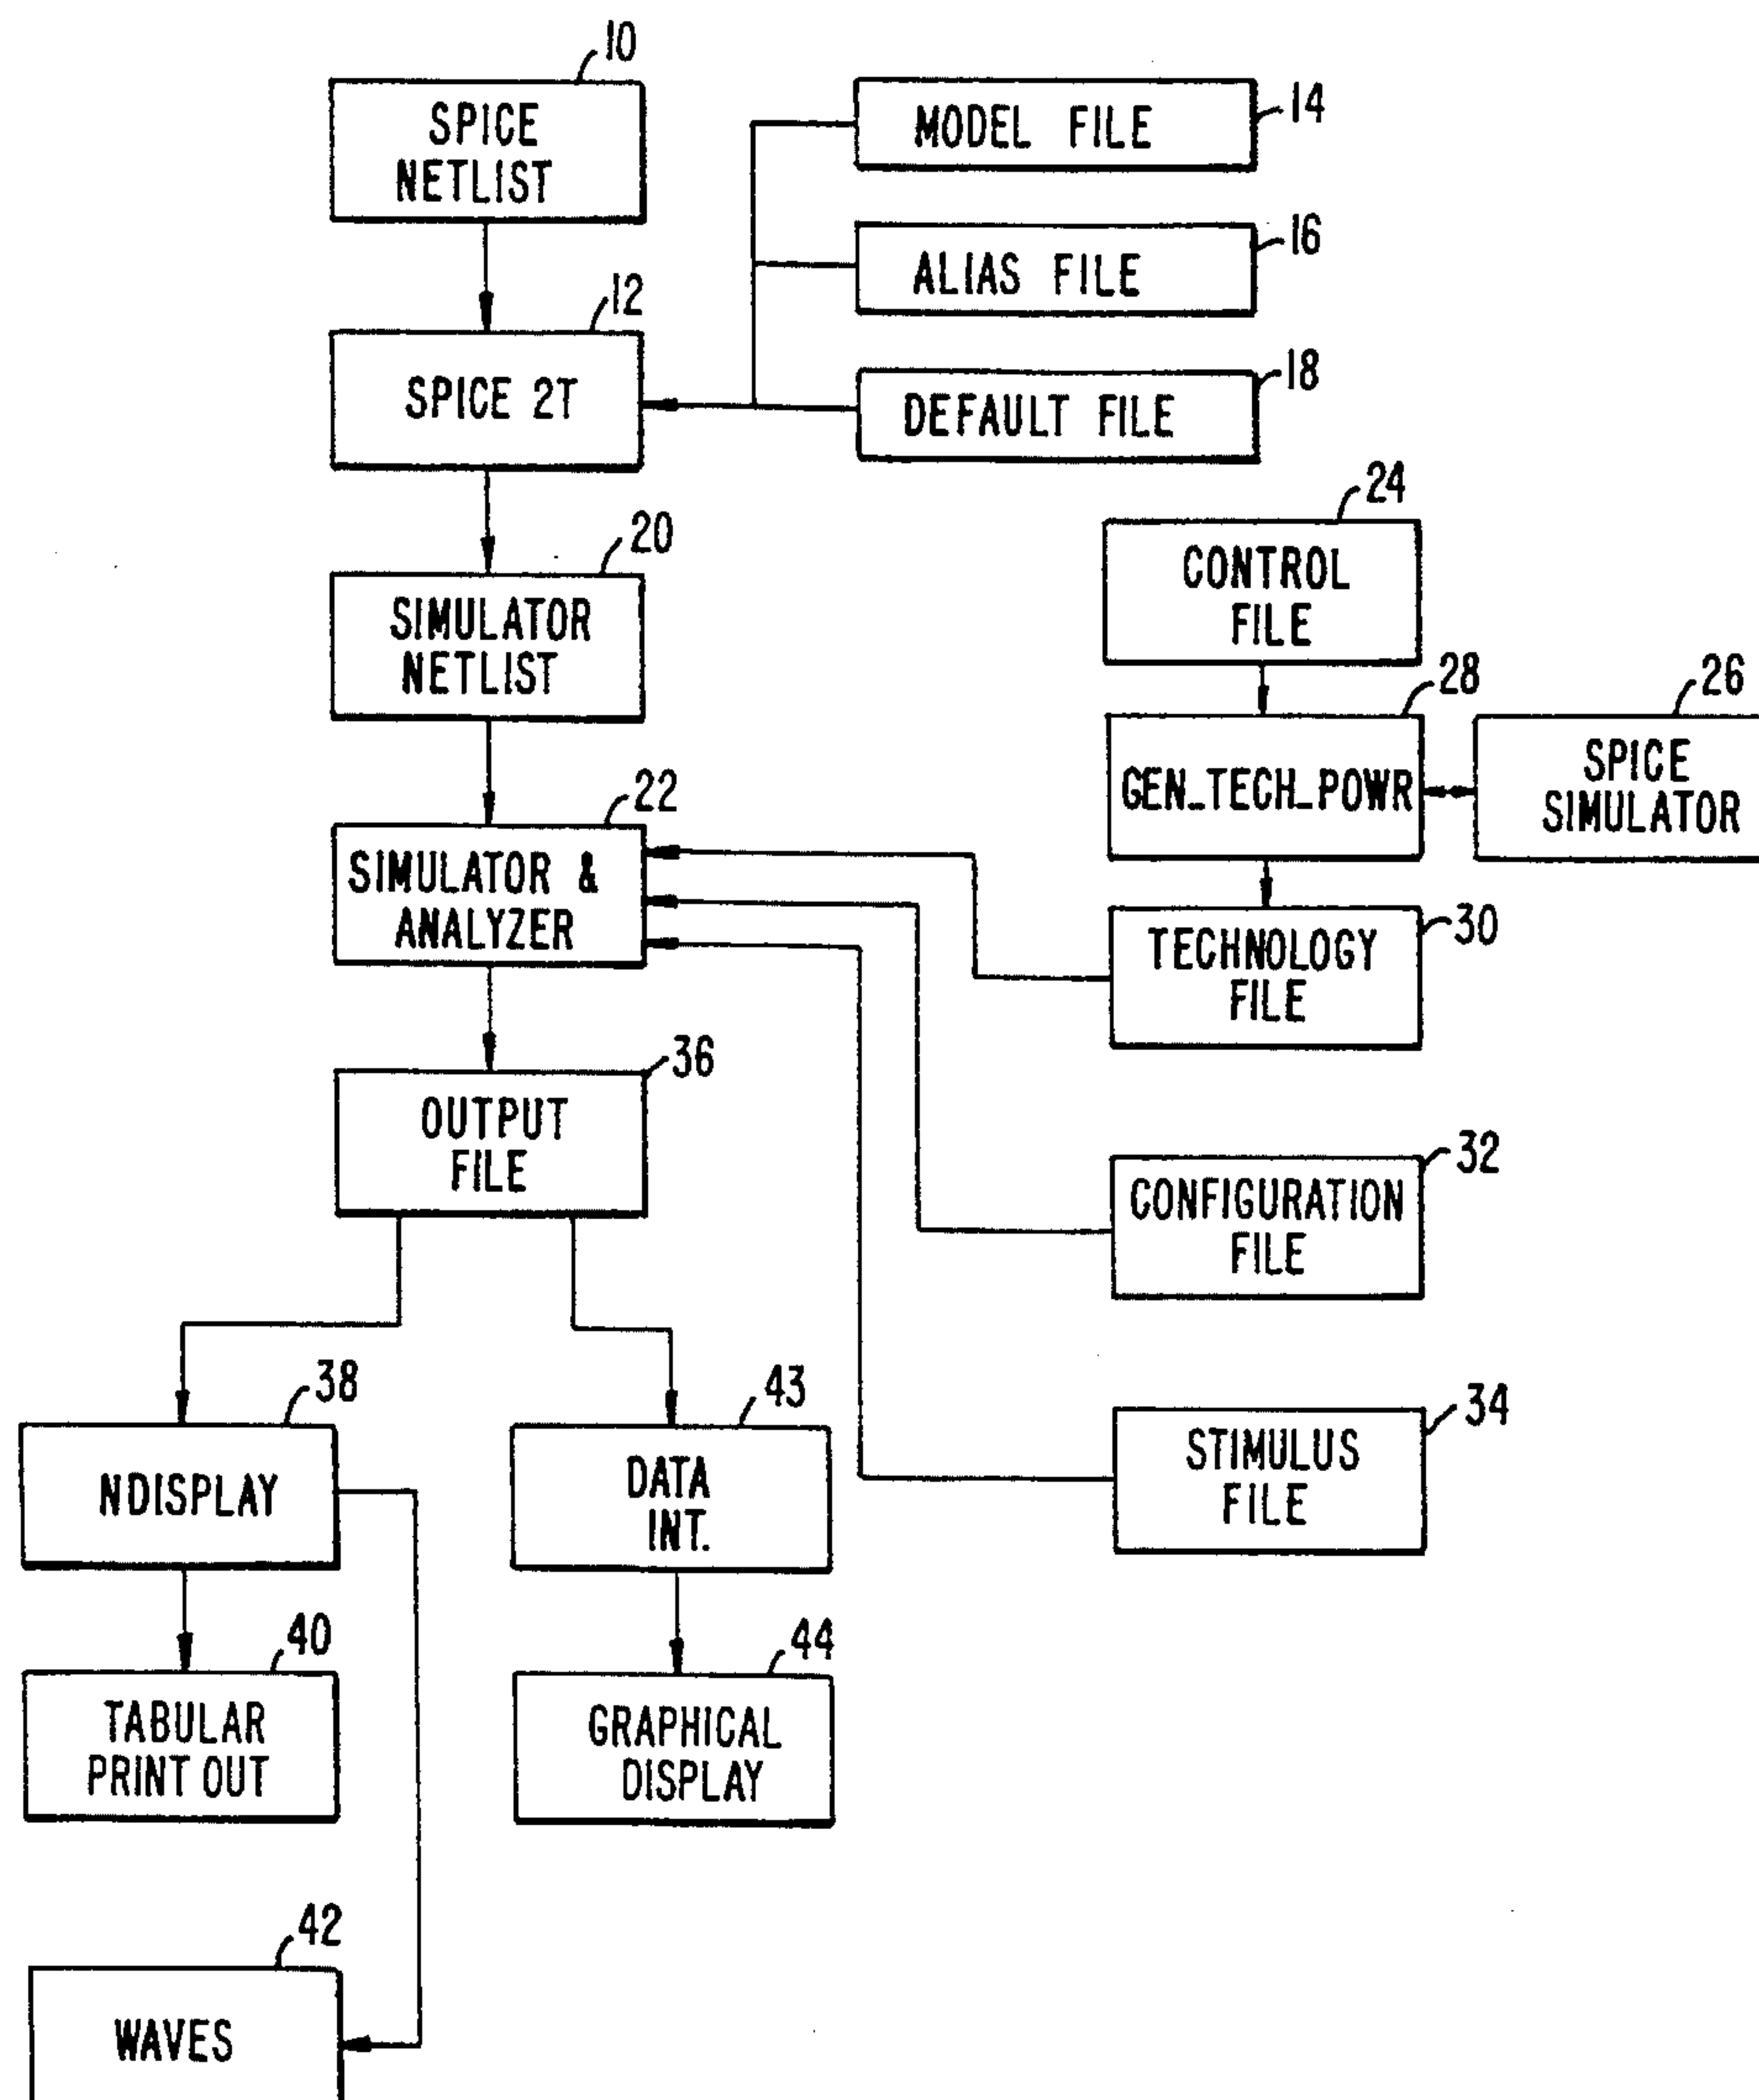 10
SPICE
NETLIST
14
MODEL FILE
16
ALIAS FILE
12
SPICE 2T
18
DEFAULT FILE
20
SIMULATOR
NETLIST
24
CONTROL
FILE
28
GEN_TECH_POWR
26
SPICE
SIMULATOR
22
SIMULATOR &
ANALYZER
30
TECHNOLOGY
FILE
36
OUTPUT
FILE
32
CONFIGURATION
FILE
38
NDISPLAY
43
DATA
INT.
34
STIMULUS
FILE
40
TABULAR
PRINT OUT
44
GRAPHICAL
DISPLAY
42
WAVES